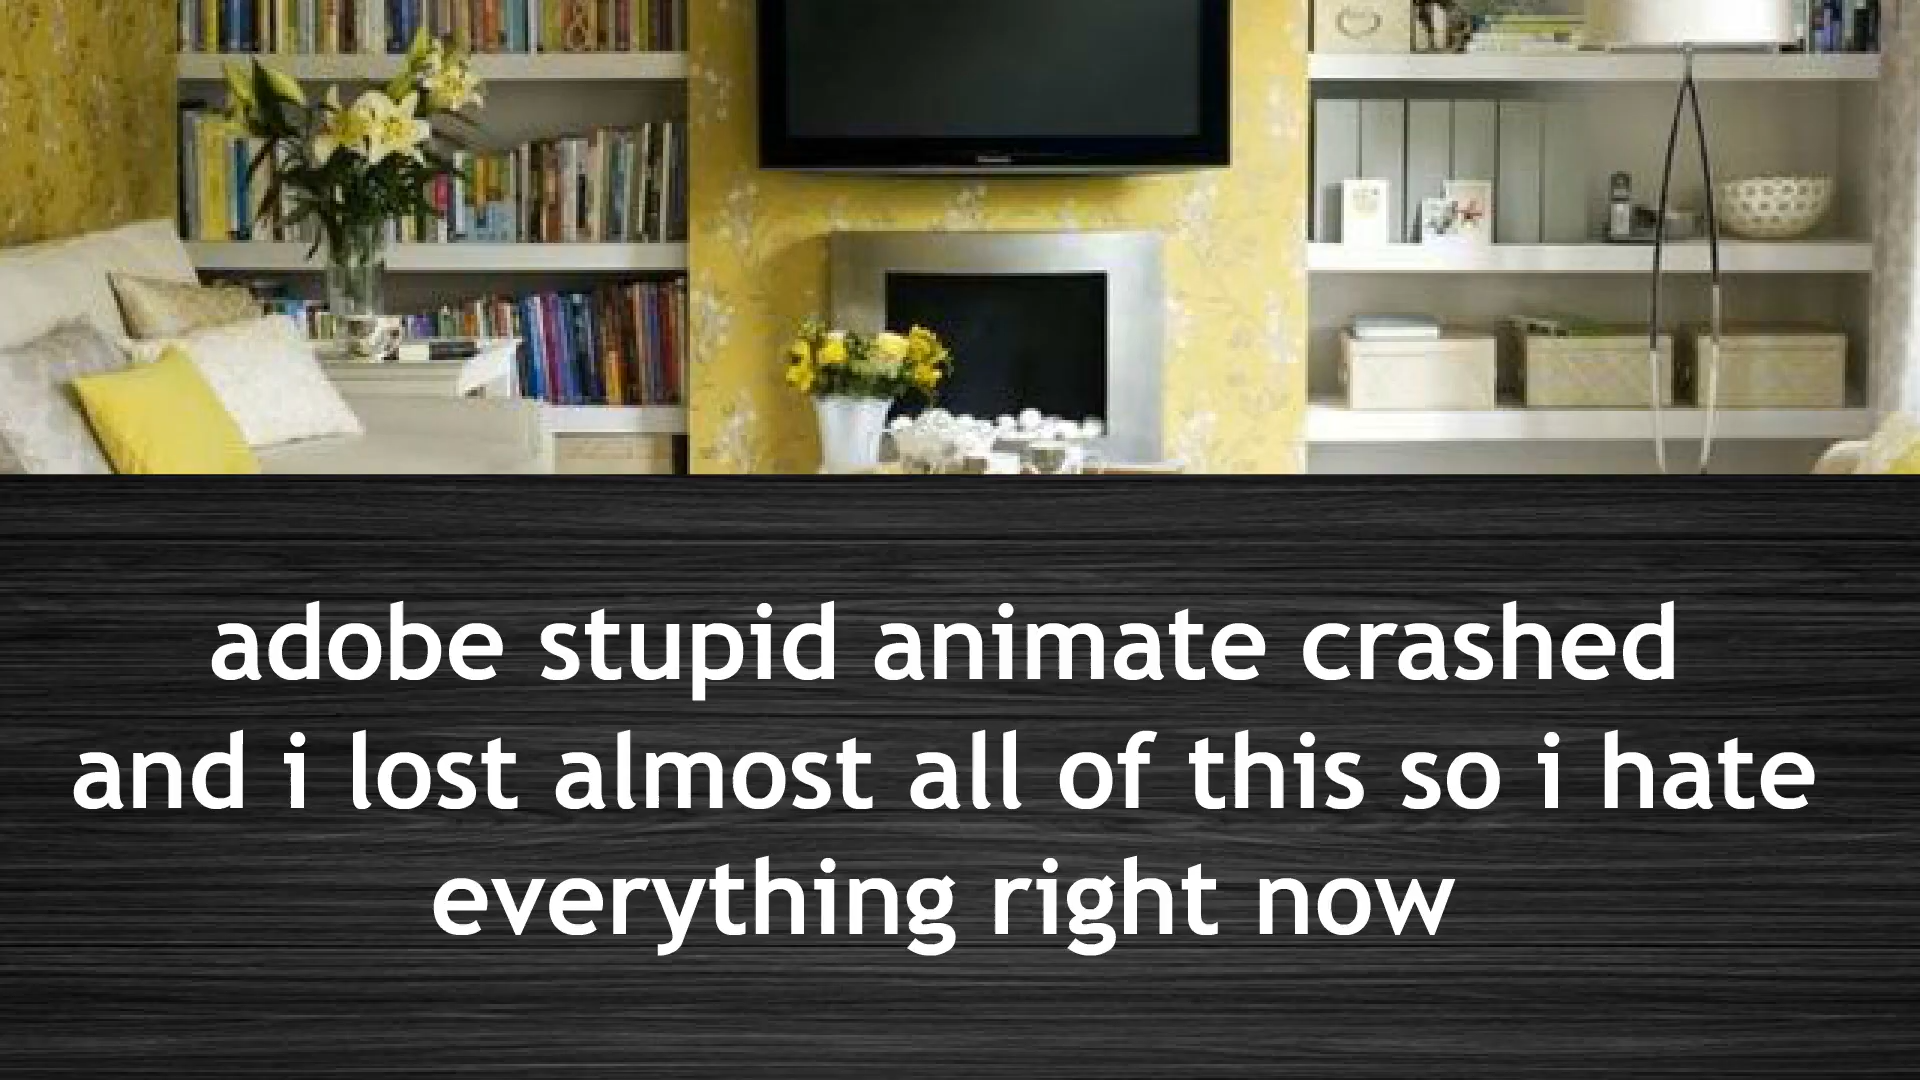 adobe stupid animate crashed
and i lost almost all of this so i hate
everything right now